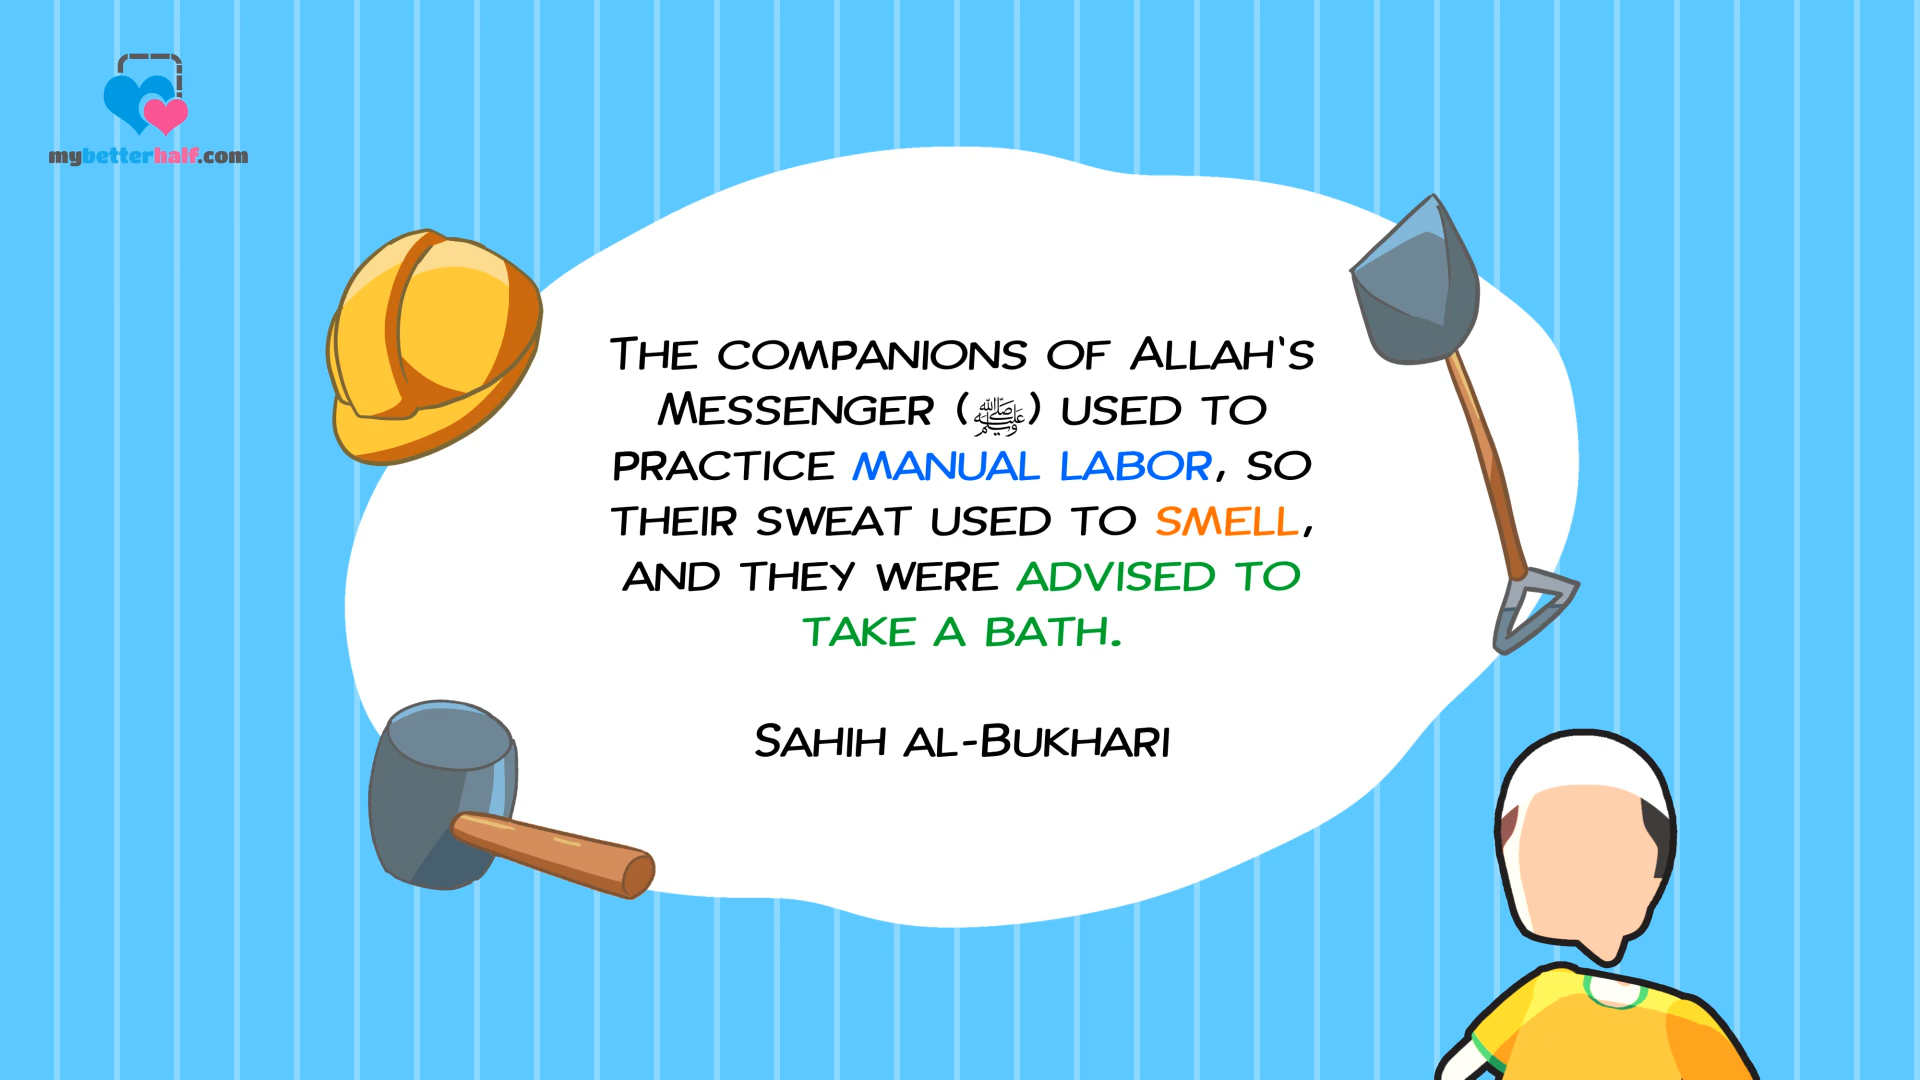 mybetterhalf.com
THE COMPANIONS OF ALLAH'S
MESSENGER (ﷺ) USED TO
PRACTICE MANUAL LABOR, SO
THEIR SWEAT USED TO SMELL,
AND THEY WERE ADVISED TO
TAKE A BATH.
SAHIH AL-BUKHARI